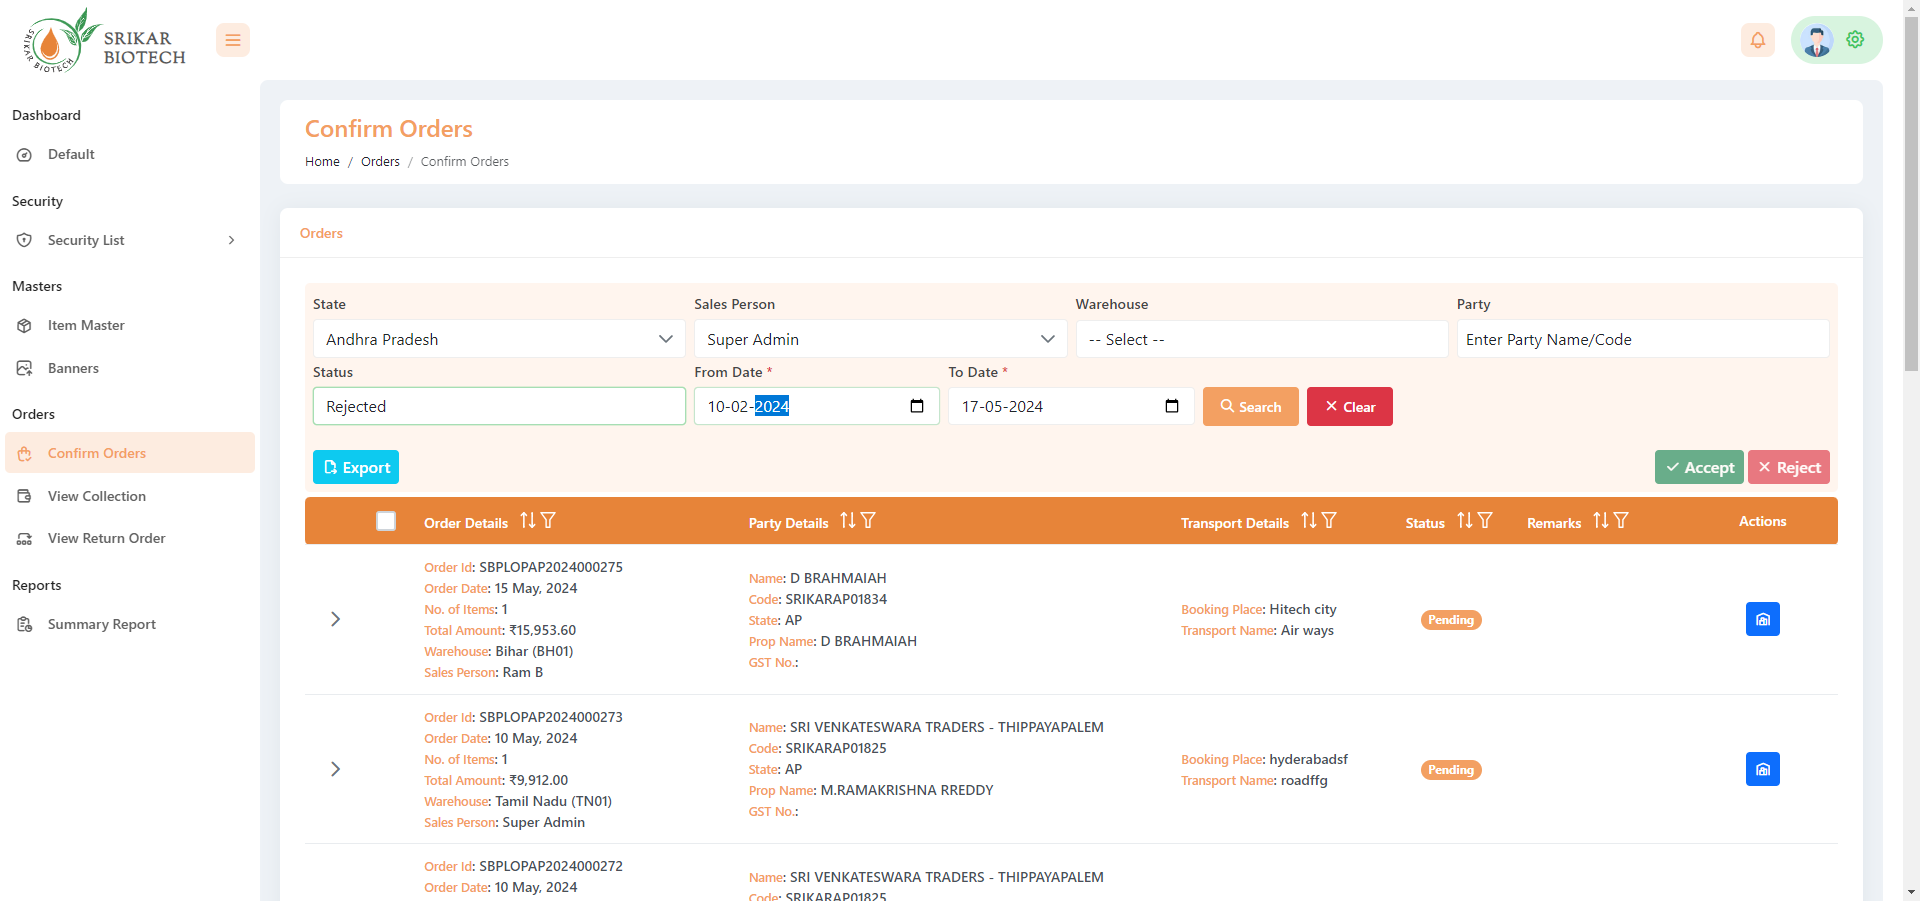 SRIKAR BIOTECH
SRIKAR
BIOTECH
Dashboard
Default
Security
Security List
Masters
Item Master
Banners
Orders
Confirm Orders
View Collection
View Return Order
Reports
Summary Report
Confirm Orders
Home / Orders / Confirm Orders
Orders
State Sales Person Warehouse Party
Andhra Pradesh Super Admin -- Select -- Enter Party Name/Code
Status From Date * To Date *
Rejected 10-02-2024 17-05-2024 Search Clear
Export Accept Reject
Order Details Party Details Transport Details Status Remarks Actions
Order Id: SBPLOPAP2024000275
Order Date: 15 May, 2024
No. of Items: 1
Total Amount: ₹15,953.60
Warehouse: Bihar (BH01)
Sales Person: Ram B
Name: D BRAHMAIAH
Code: SRIKARAP01834
State: AP
Prop Name: D BRAHMAIAH
GST No.:
Booking Place: Hitech city
Transport Name: Air ways
Pending
Order Id: SBPLOPAP2024000273
Order Date: 10 May, 2024
No. of Items: 1
Total Amount: ₹9,912.00
Warehouse: Tamil Nadu (TN01)
Sales Person: Super Admin
Name: SRI VENKATESWARA TRADERS - THIPPAYAPALEM
Code: SRIKARAP01825
State: AP
Prop Name: M.RAMAKRISHNA RREDDY
GST No.:
Booking Place: hyderabadsf
Transport Name: roadffg
Pending
Order Id: SBPLOPAP2024000272
Order Date: 10 May, 2024
Name: SRI VENKATESWARA TRADERS - THIPPAYAPALEM
Code: SRIKARAP01825